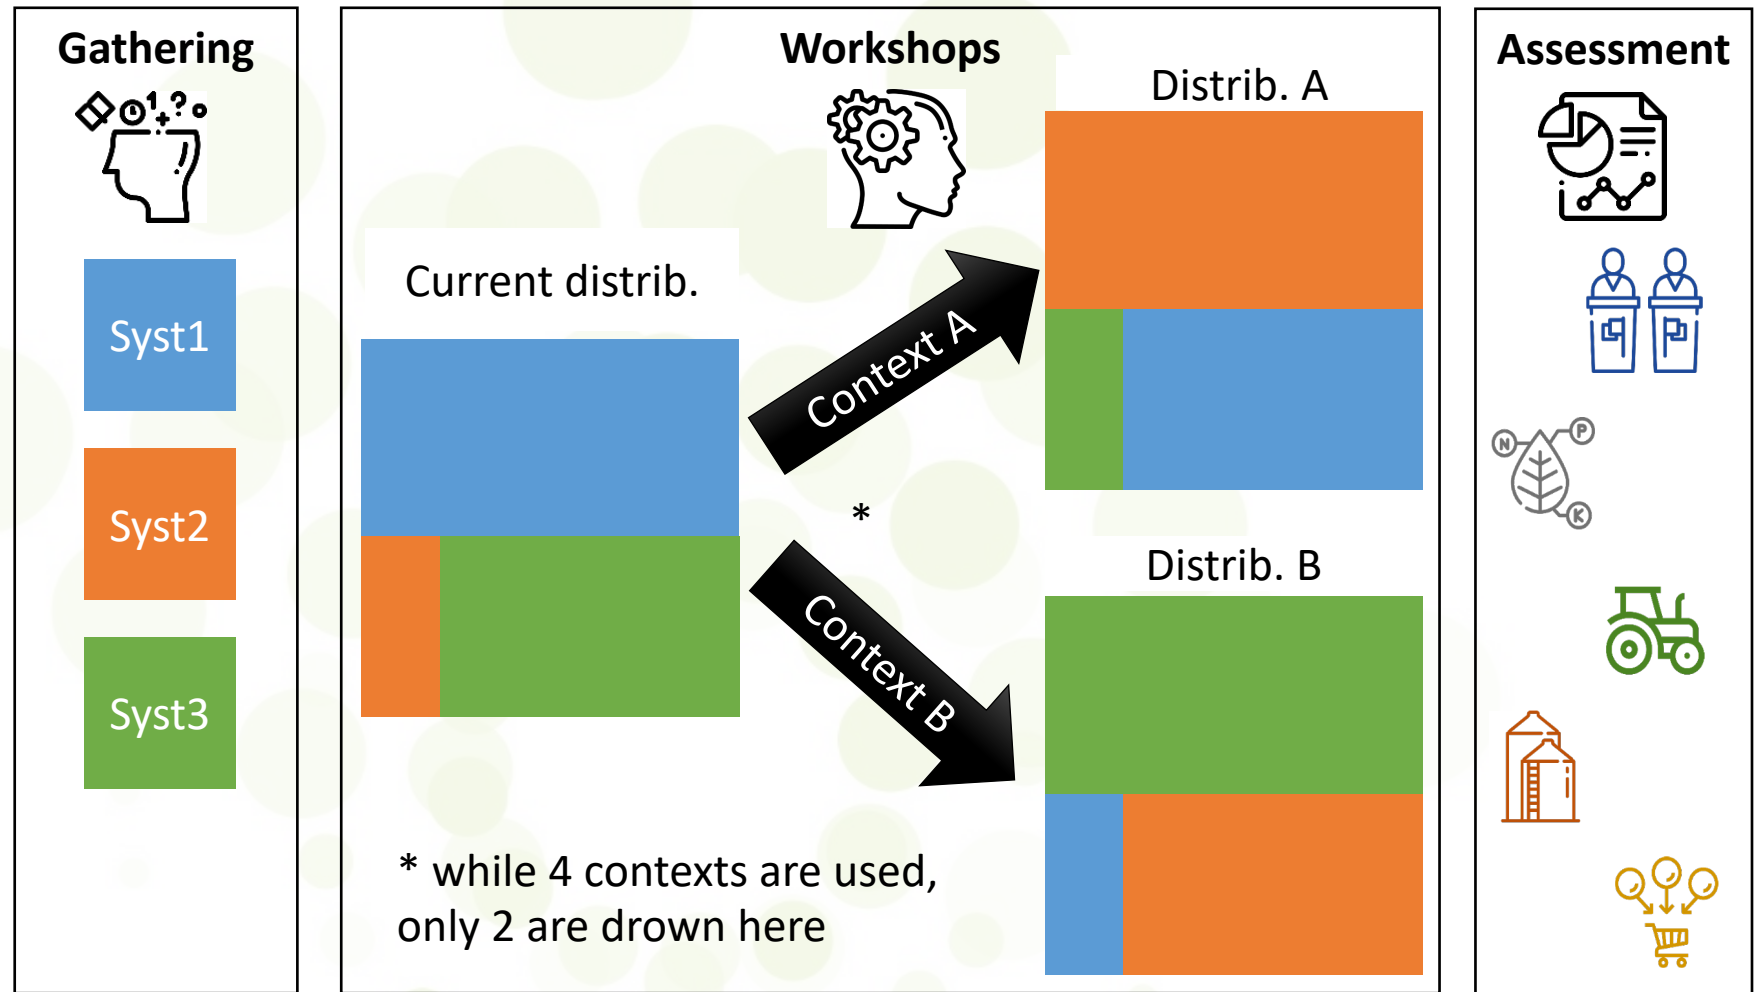 Gathering
Syst1
Syst2
Syst3
Workshops
Current distrib.
Context A
Context B
*
Distrib. A
Distrib. B
* while 4 contexts are used,
only 2 are drown here
Assessment
N
P
K